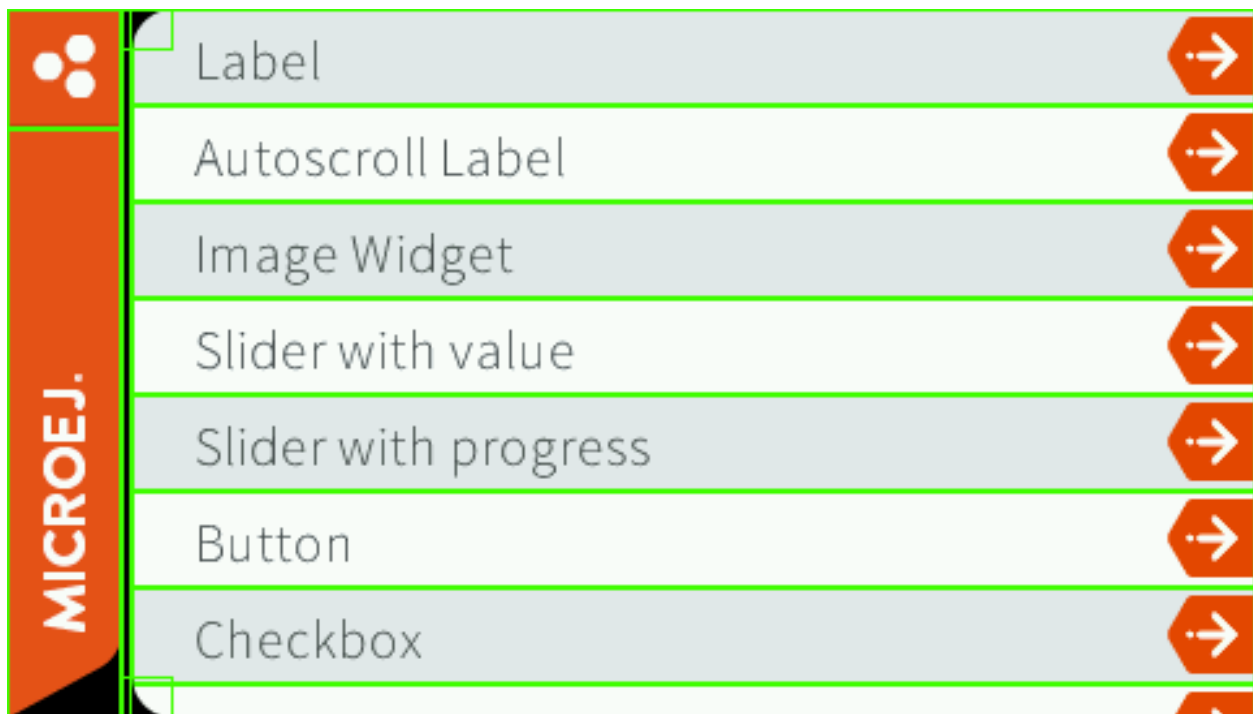 MICROEJ.
Label
Autoscroll Label
Image Widget
Slider with value
Slider with progress
Button
Checkbox